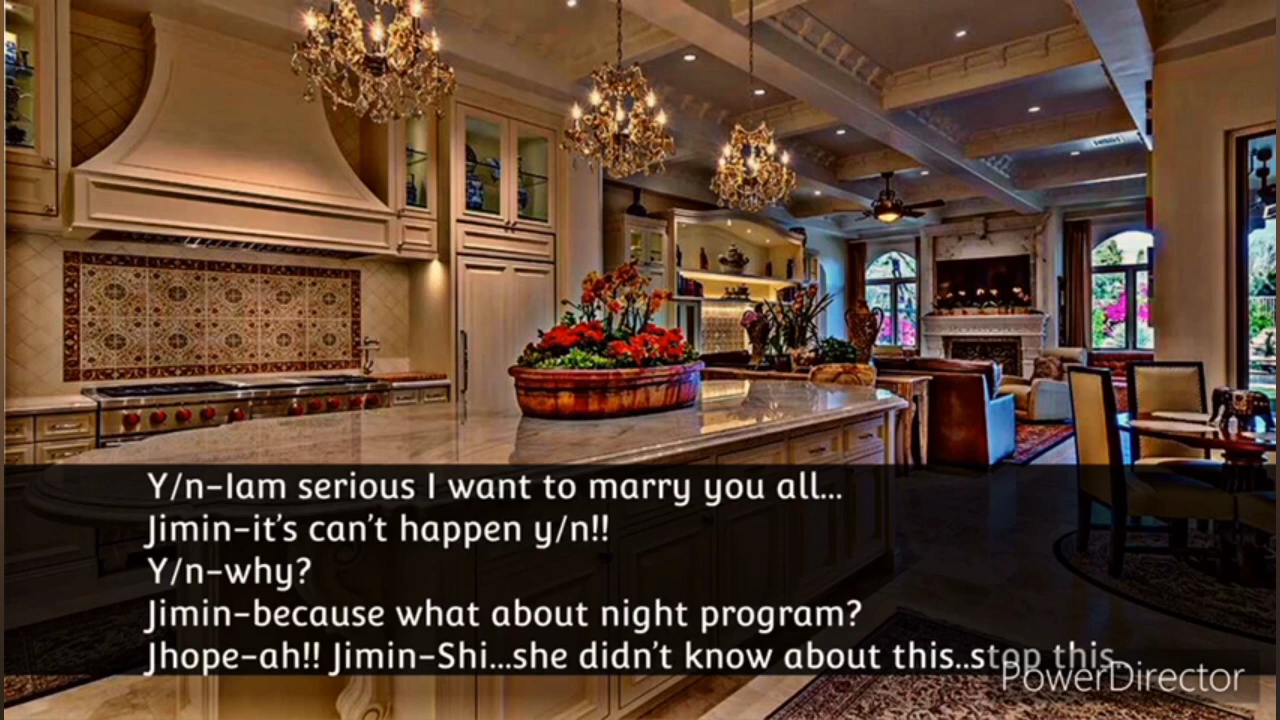 Y/n-Iam serious I want to marry you all...
Jimin-it's can't happen y/n!!
Y/n-why?
Jimin-because what about night program?
Jhope-ah!! Jimin-Shi...she didn't know about this..stop this.
PowerDirector